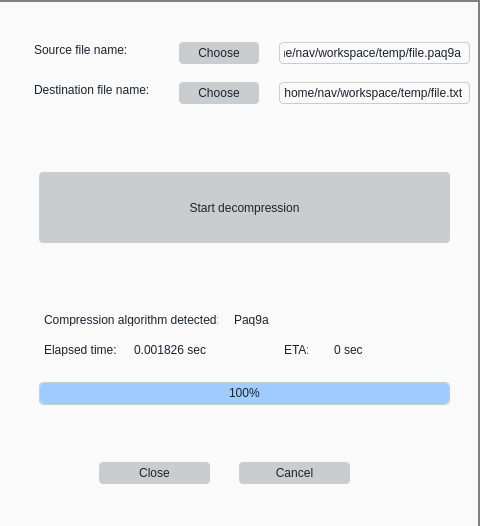 Source file name: Choose e/nav/workspace/temp/file.paq9a
Destination file name: Choose home/nav/workspace/temp/file.txt
Start decompression
Compression algorithm detected: Paq9a
Elapsed time: 0.001826 sec ETA: 0 sec
100%
Close Cancel